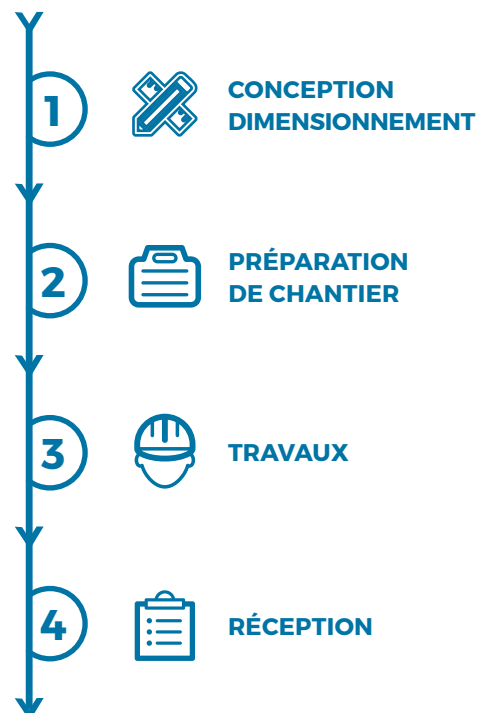 1
CONCEPTION
DIMENSIONNEMENT
2
PRÉPARATION
DE CHANTIER
3
TRAVAUX
4
RÉCEPTION